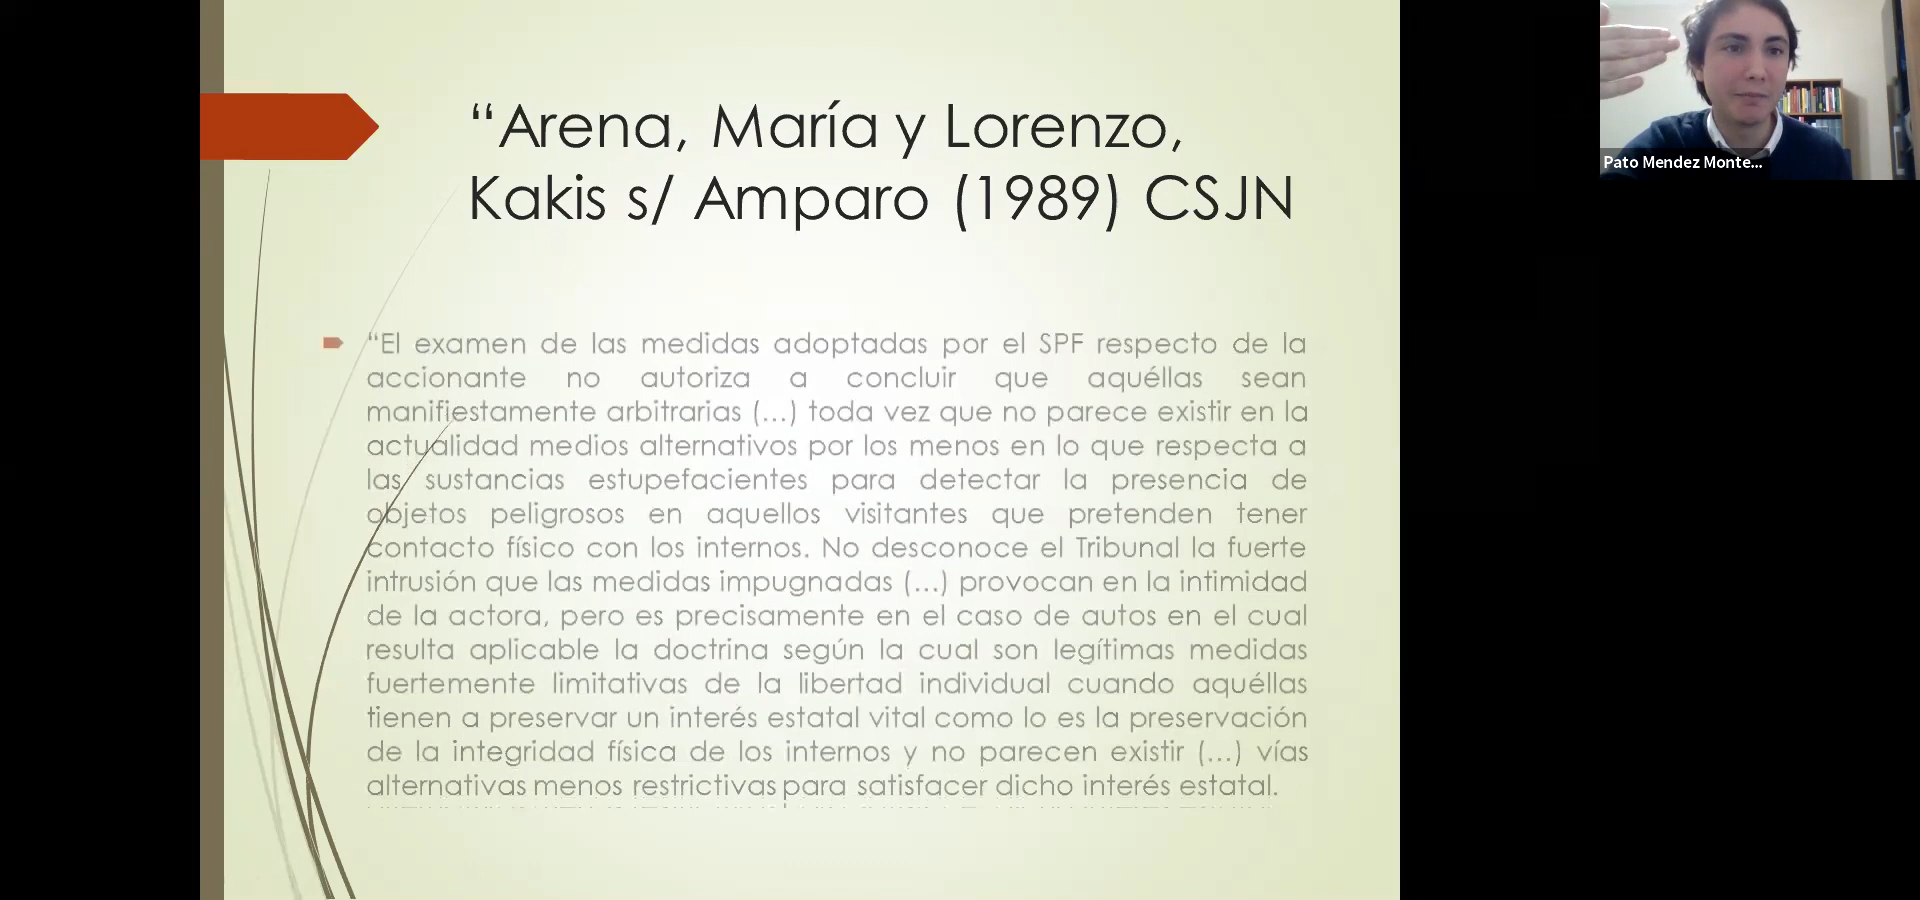 “Arena, María y Lorenzo,
Kakis s/ Amparo (1989) CSJN
“El examen de las medidas adoptadas por el SPF respecto de la
accionante no autoriza a concluir que aquéllas sean
manifiestamente arbitrarias (...) toda vez que no parece existir en la
actualidad medios alternativos por los menos en lo que respecta a
las sustancias estupefacientes para detectar la presencia de
objetos peligrosos en aquellos visitantes que pretenden tener
contacto físico con los internos. No desconoce el Tribunal la fuerte
intrusión que las medidas impugnadas (...) provocan en la intimidad
de la actora, pero es precisamente en el caso de autos en el cual
resulta aplicable la doctrina según la cual son legítimas medidas
fuertemente limitativas de la libertad individual cuando aquéllas
tienen a preservar un interés estatal vital como lo es la preservación
de la integridad física de los internos y no parecen existir (...) vías
alternativas menos restrictivas para satisfacer dicho interés estatal.
Pato Mendez Monte...